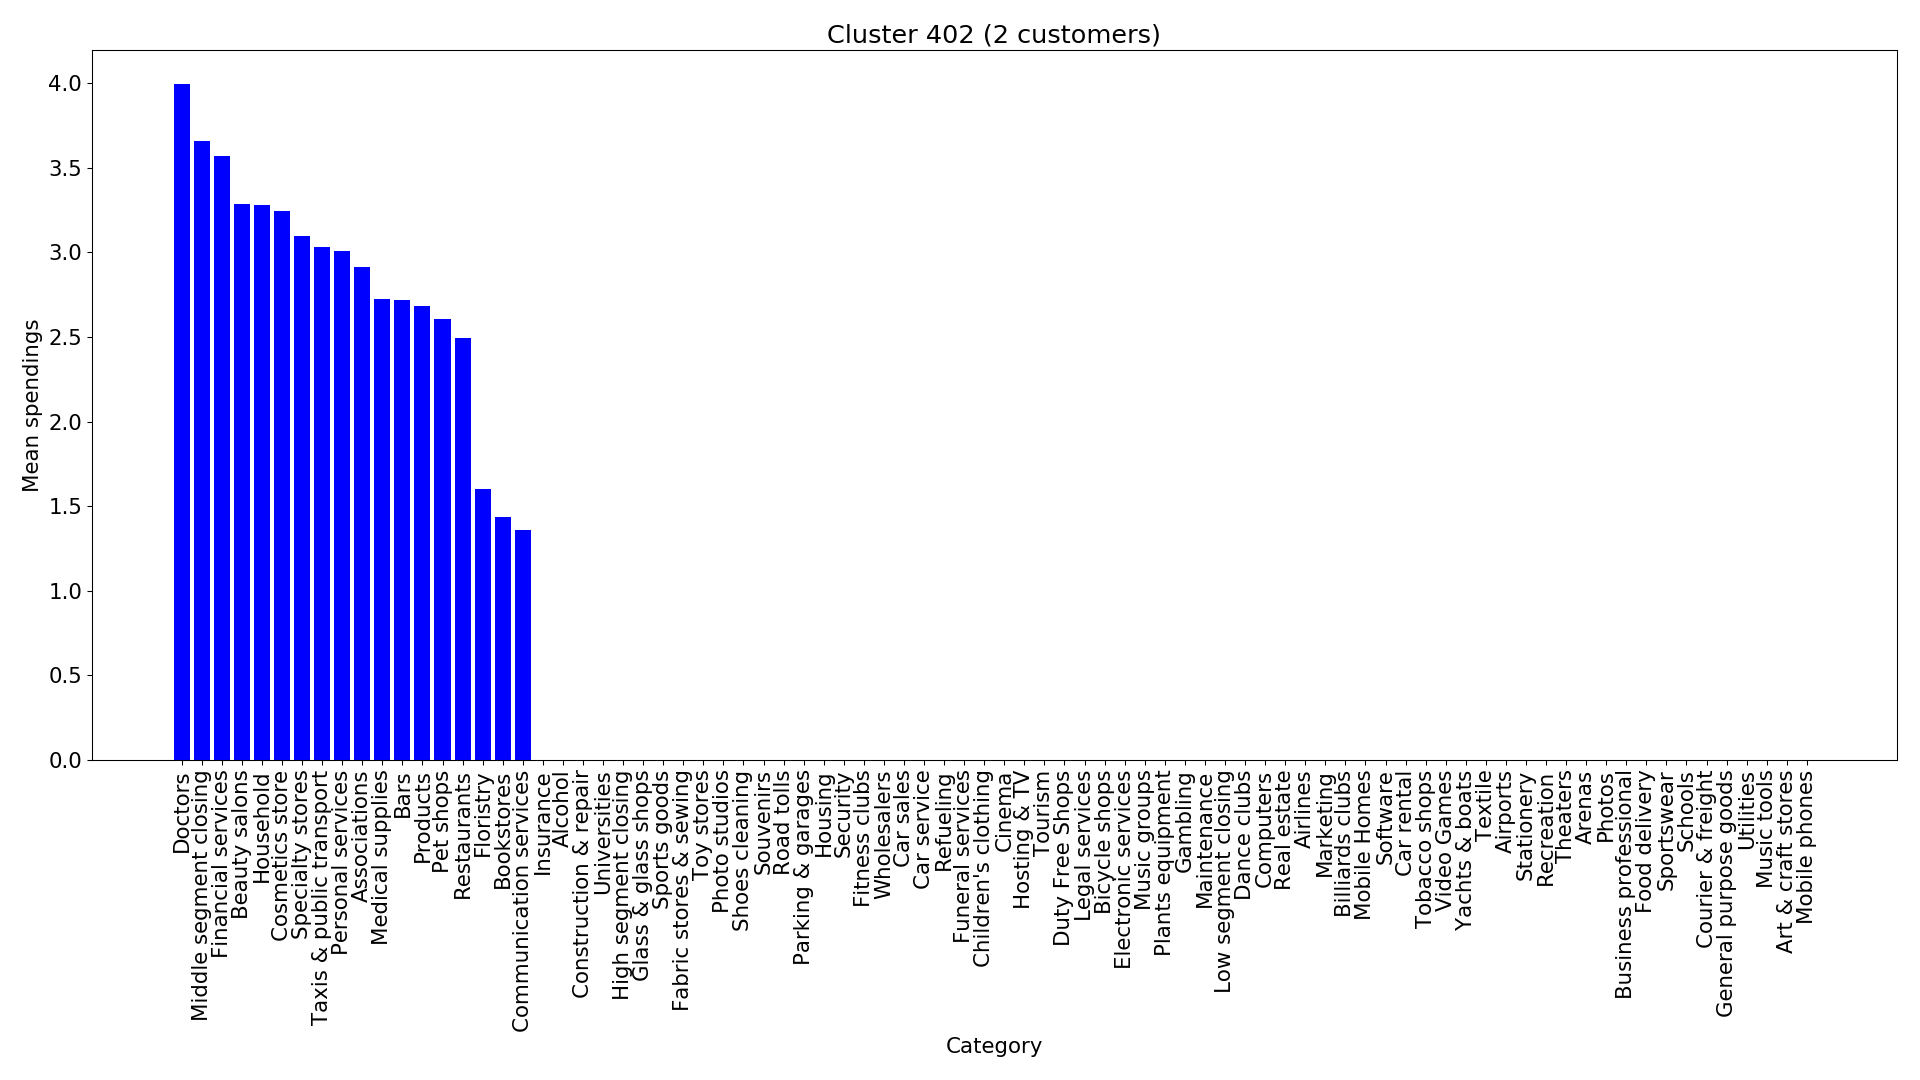 Cluster 402 (2 customers)
4.0
3.5
3.0
2.5
2.0
1.5
1.0
0.5
0.0
Mean spendings
Doctors
Middle segment closing
Financial services
Beauty salons
Household
Cosmetics store
Specialty stores
Taxis & public transport
Personal services
Associations
Medical supplies
Bars
Products
Pet shops
Restaurants
Floristry
Bookstores
Communication services
Insurance
Alcohol
Construction & repair
Universities
High segment closing
Glass & glass shops
Sports goods
Fabric stores & sewing
Toy stores
Photo studios
Shoes cleaning
Souvenirs
Road tolls
Parking & garages
Housing
Security
Fitness clubs
Wholesalers
Car sales
Car service
Refueling
Funeral services
Children's clothing
Cinema
Hosting & TV
Tourism
Duty Free Shops
Legal services
Bicycle shops
Electronic services
Music groups
Plants equipment
Gambling
Maintenance
Low segment closing
Dance clubs
Computers
Real estate
Airlines
Marketing
Billiards clubs
Mobile Homes
Software
Car rental
Tobacco shops
Video Games
Yachts & boats
Textile
Airports
Stationery
Recreation
Theaters
Arenas
Photos
Business professional
Food delivery
Sportswear
Schools
Courier & freight
General purpose goods
Utilities
Music tools
Art & craft stores
Mobile phones
Category